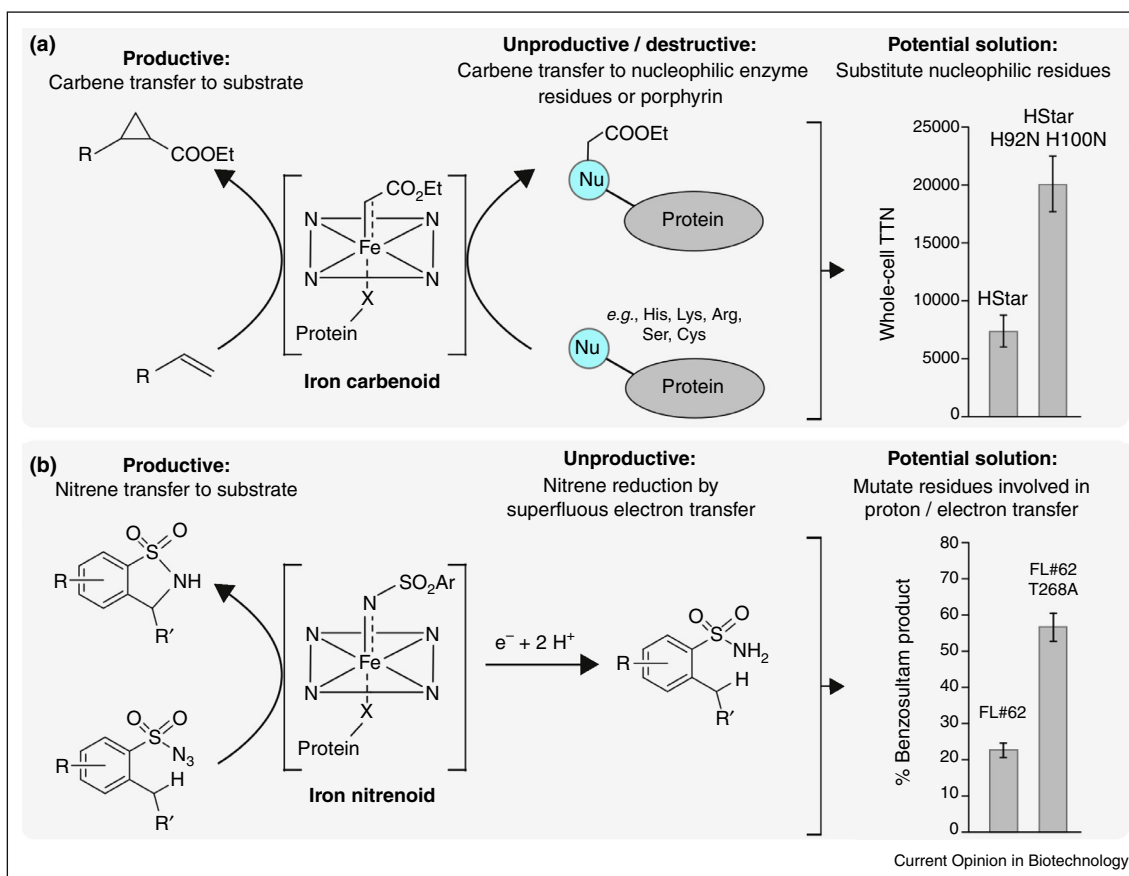 (a)
Productive:
Carbene transfer to substrate
R
COOEt
R
N
N
N
N
Fe
CO₂Et
X
Protein
Iron carbenoid
Unproductive / destructive:
Carbene transfer to nucleophilic enzyme
residues or porphyrin
COOEt
Nu
Protein
e.g., His, Lys, Arg,
Ser, Cys
Nu
Protein
Potential solution:
Substitute nucleophilic residues
Whole-cell TTN
25000
20000
15000
10000
5000
0
HStar
HStar
H92N H100N
(b)
Productive:
Nitrene transfer to substrate
O
O
S
NH
R
R′
O
O
S
N₃
R
H
R′
SO₂Ar
N
N
N
N
N
Fe
X
Protein
Iron nitrenoid
Unproductive:
Nitrene reduction by
superfluous electron transfer
e⁻ + 2 H⁺
O
O
S
NH₂
R
H
R′
Potential solution:
Mutate residues involved in
proton / electron transfer
% Benzosultam product
80
70
60
50
40
30
20
10
0
FL#62
FL#62
T268A
Current Opinion in Biotechnology